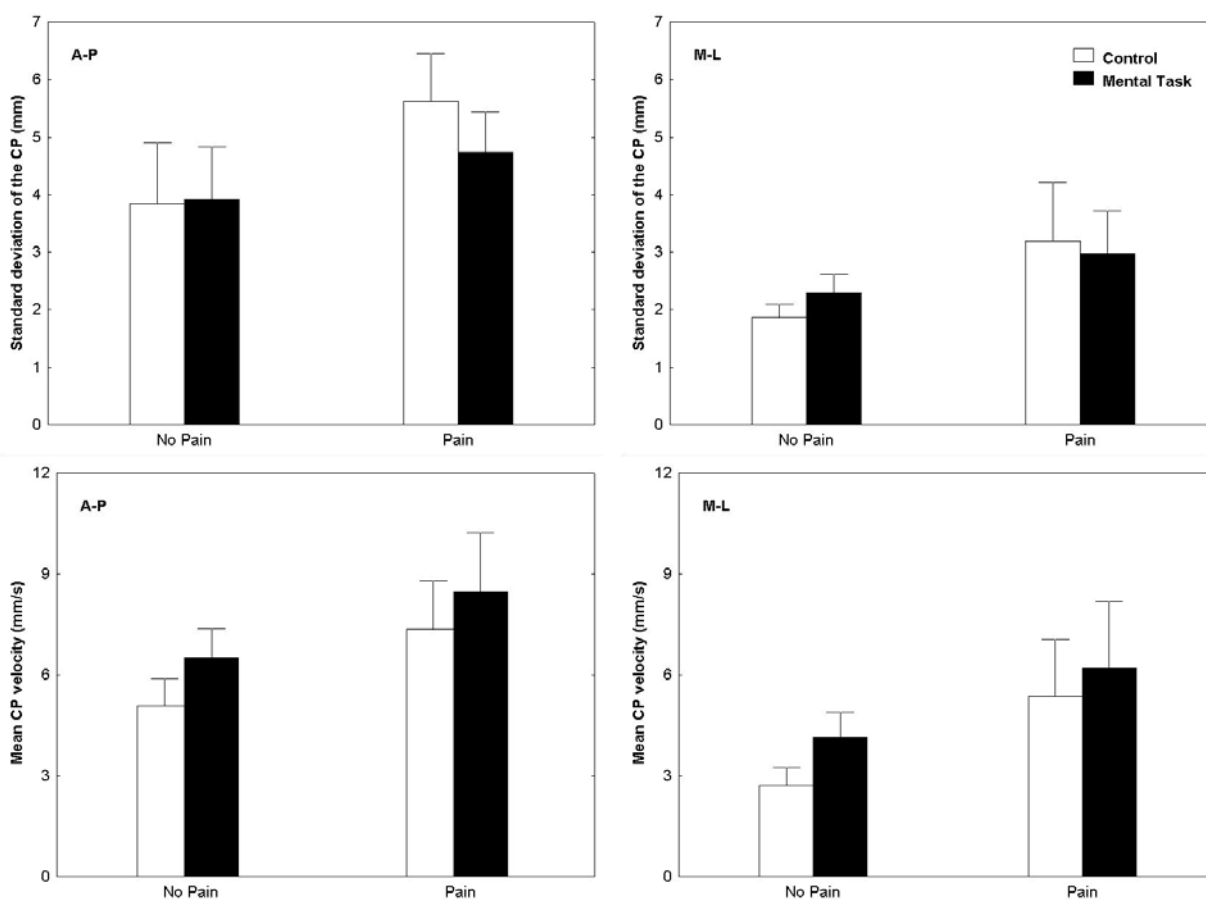 Standard deviation of the CP (mm)
7
6
5
4
3
2
1
0
A-P
No Pain
Pain
Standard deviation of the CP (mm)
7
6
5
4
3
2
1
0
M-L
Control
Mental Task
No Pain
Pain
Mean CP velocity (mm/s)
12
9
6
3
0
A-P
No Pain
Pain
Mean CP velocity (mm/s)
12
9
6
3
0
M-L
No Pain
Pain